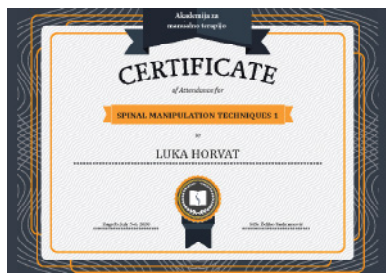 Akademija za
manualno terapijo
CERTIFICATE
of Attendance for
SPINAL MANIPULATION TECHNIQUES 1
to
LUKA HORVAT